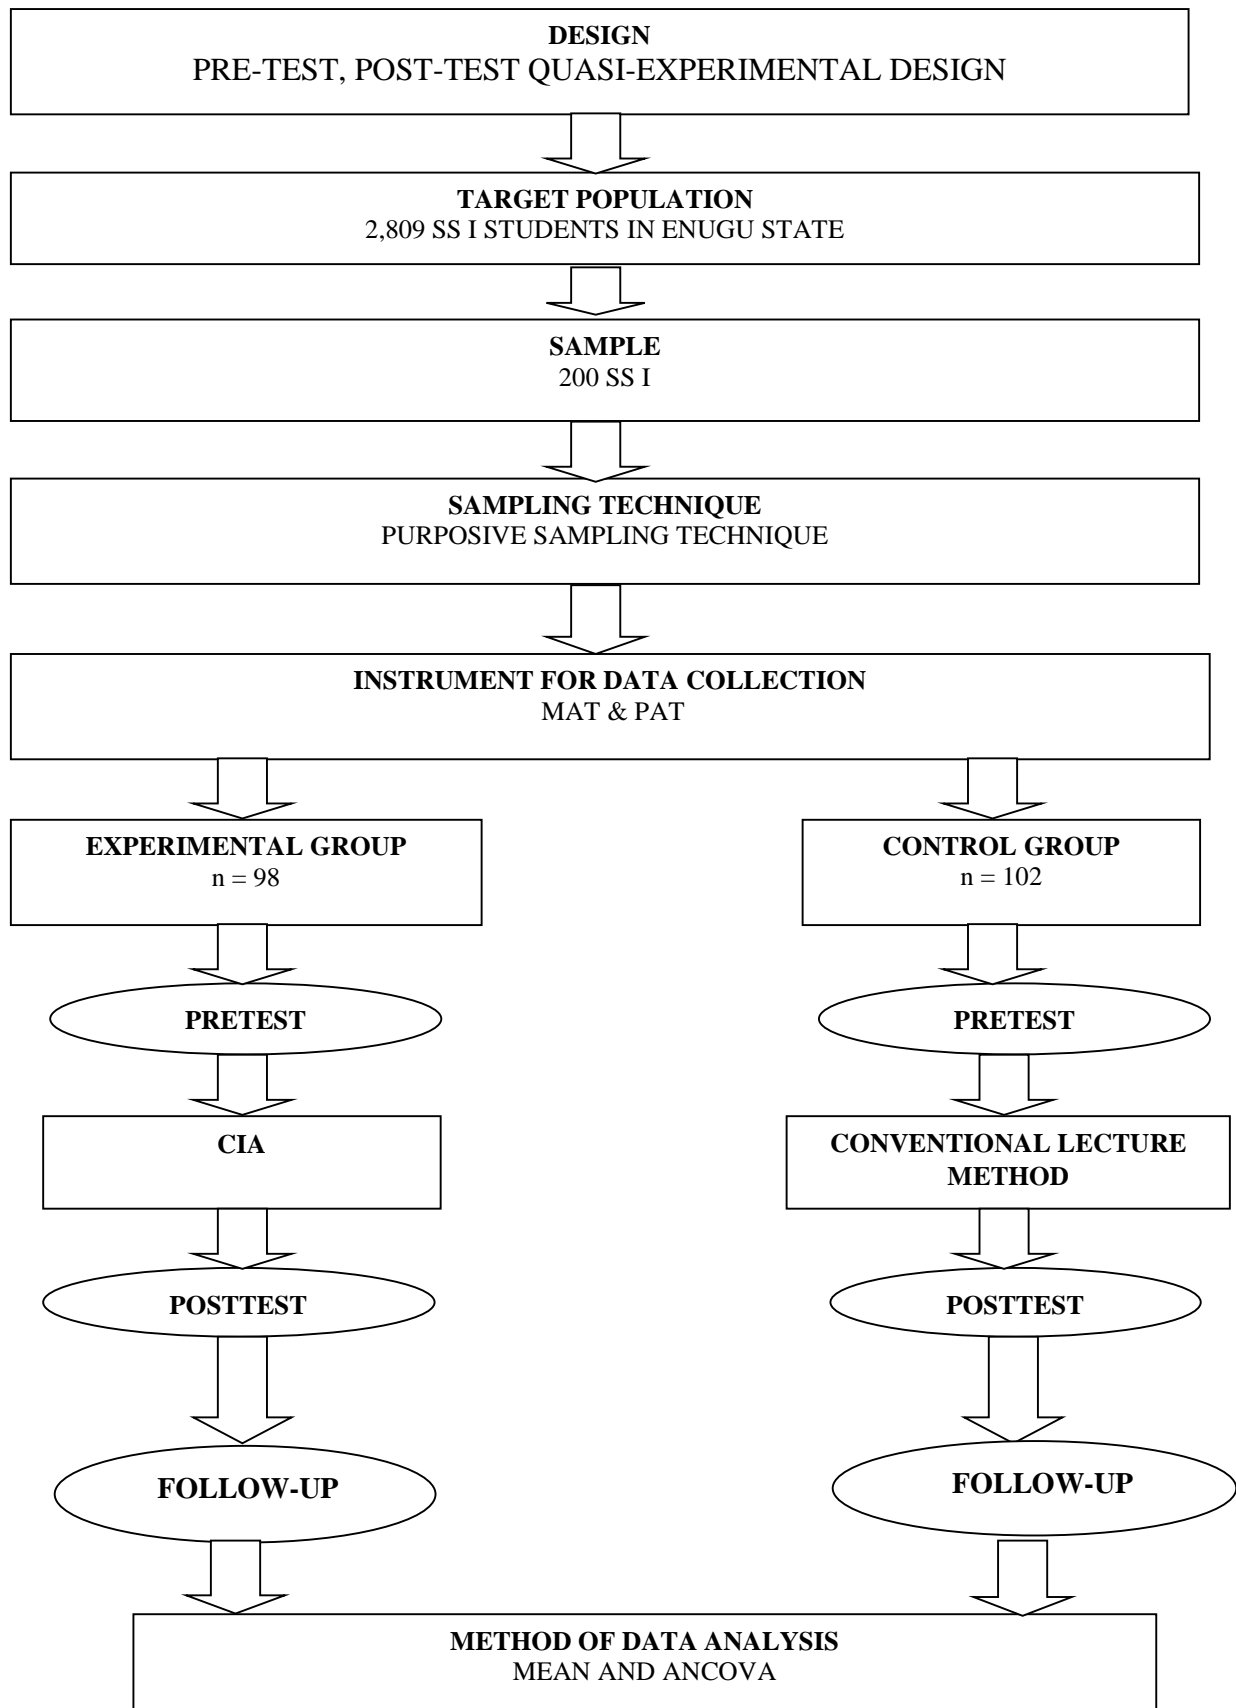 DESIGN
PRE-TEST, POST-TEST QUASI-EXPERIMENTAL DESIGN
TARGET POPULATION
2,809 SS I STUDENTS IN ENUGU STATE
SAMPLE
200 SS I
SAMPLING TECHNIQUE
PURPOSIVE SAMPLING TECHNIQUE
INSTRUMENT FOR DATA COLLECTION
MAT & PAT
EXPERIMENTAL GROUP
n = 98
CONTROL GROUP
n = 102
PRETEST
PRETEST
CIA
CONVENTIONAL LECTURE
METHOD
POSTTEST
POSTTEST
FOLLOW-UP
FOLLOW-UP
METHOD OF DATA ANALYSIS
MEAN AND ANCOVA